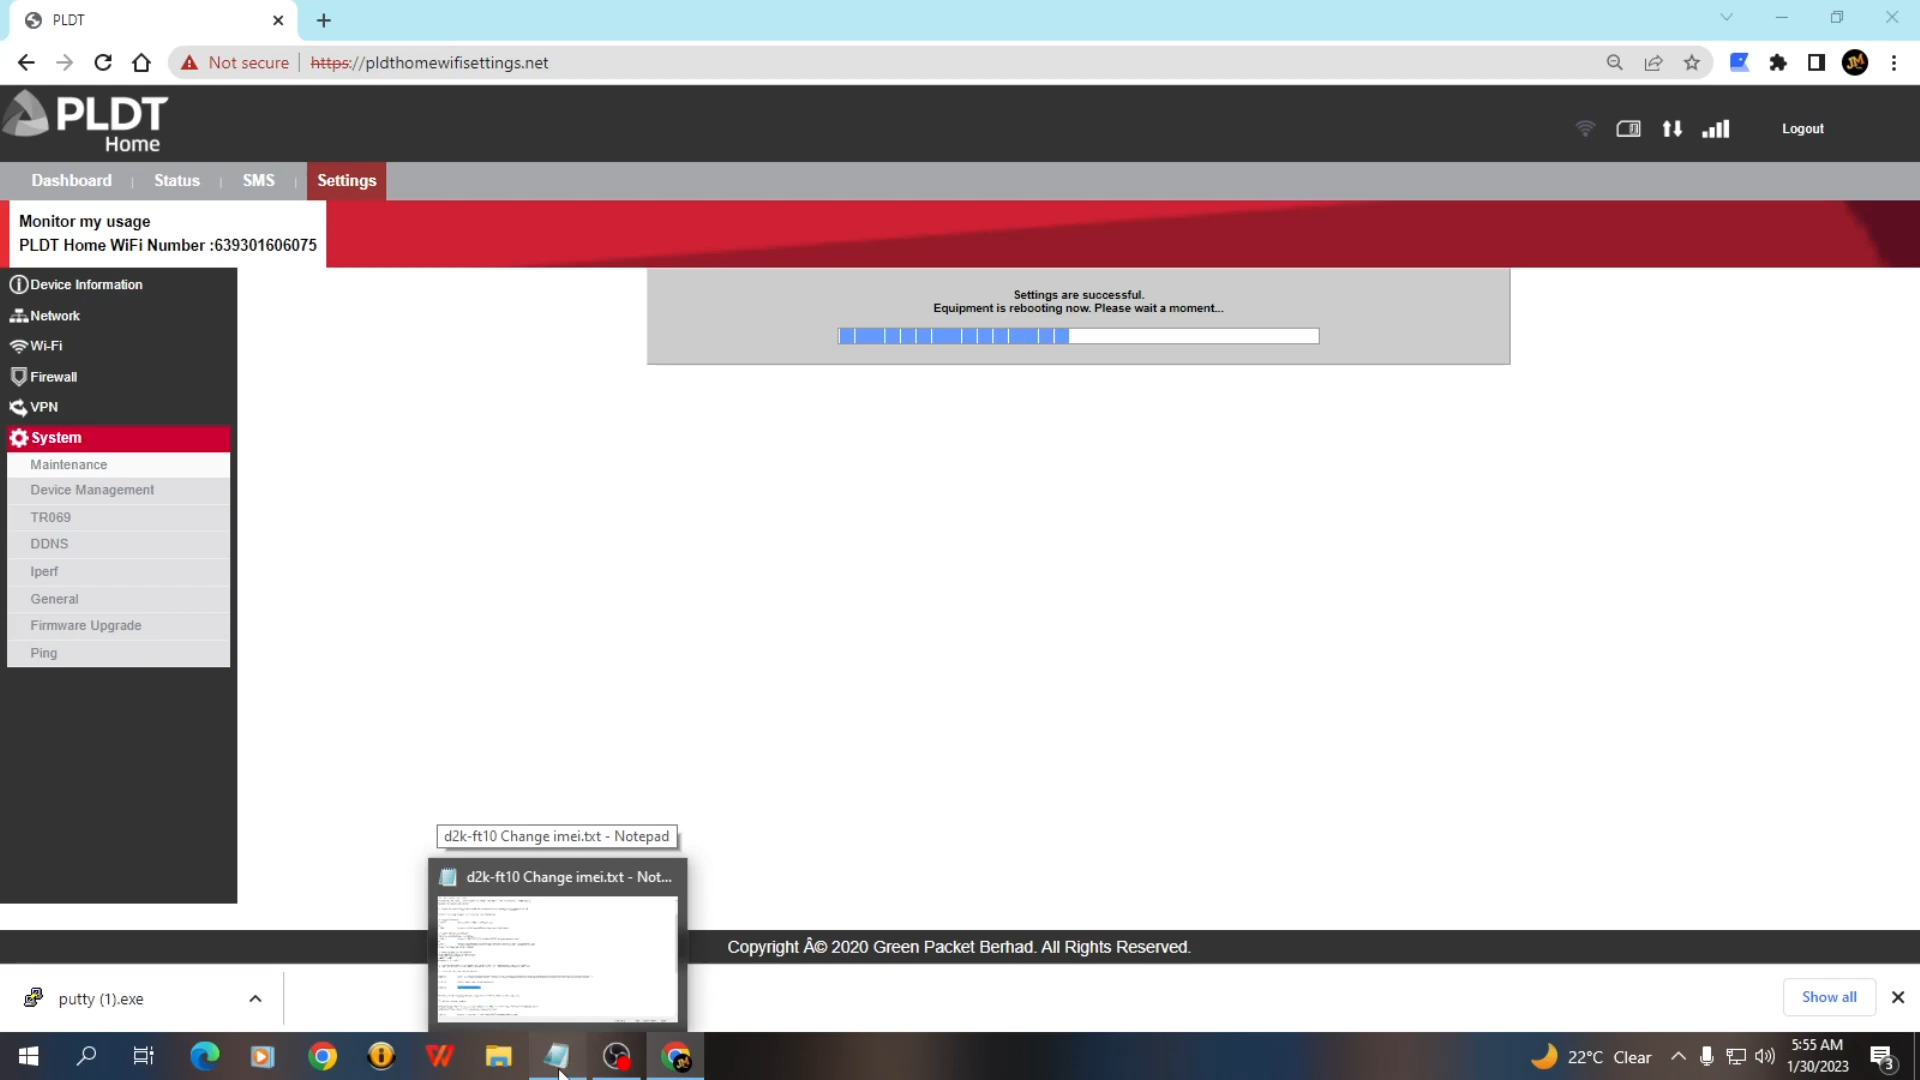 PLDT
Not secure
https://pldthomewifisettings.net
PLDT
Home
Logout
Dashboard
Status
SMS
Settings
Monitor my usage
PLDT Home WiFi Number :639301606075
Device Information
Network
Wi-Fi
Firewall
VPN
System
Maintenance
Device Management
TR069
DDNS
Iperf
General
Firmware Upgrade
Ping
Settings are successful.
Equipment is rebooting now. Please wait a moment...
d2k-ft10 Change imei.txt - Notepad
d2k-ft10 Change imei.txt - Not...
Copyright Â© 2020 Green Packet Berhad. All Rights Reserved.
putty (1).exe
Show all
22°C Clear
5:55 AM
1/30/2023
3